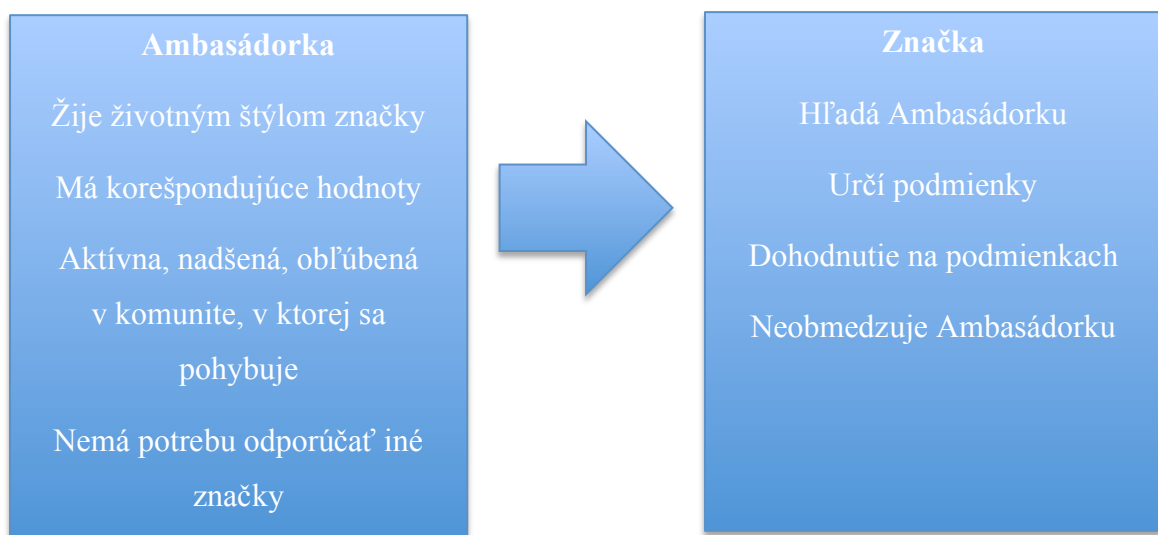 Ambasádorka
Žije životným štýlom značky
Má korešpondujúce hodnoty
Aktívna, nadšená, obľúbená
v komunite, v ktorej sa
pohybuje
Nemá potrebu odporúčať iné
značky
Značka
Hľadá Ambasádorku
Určí podmienky
Dohodnutie na podmienkach
Neobmedzuje Ambasádorku